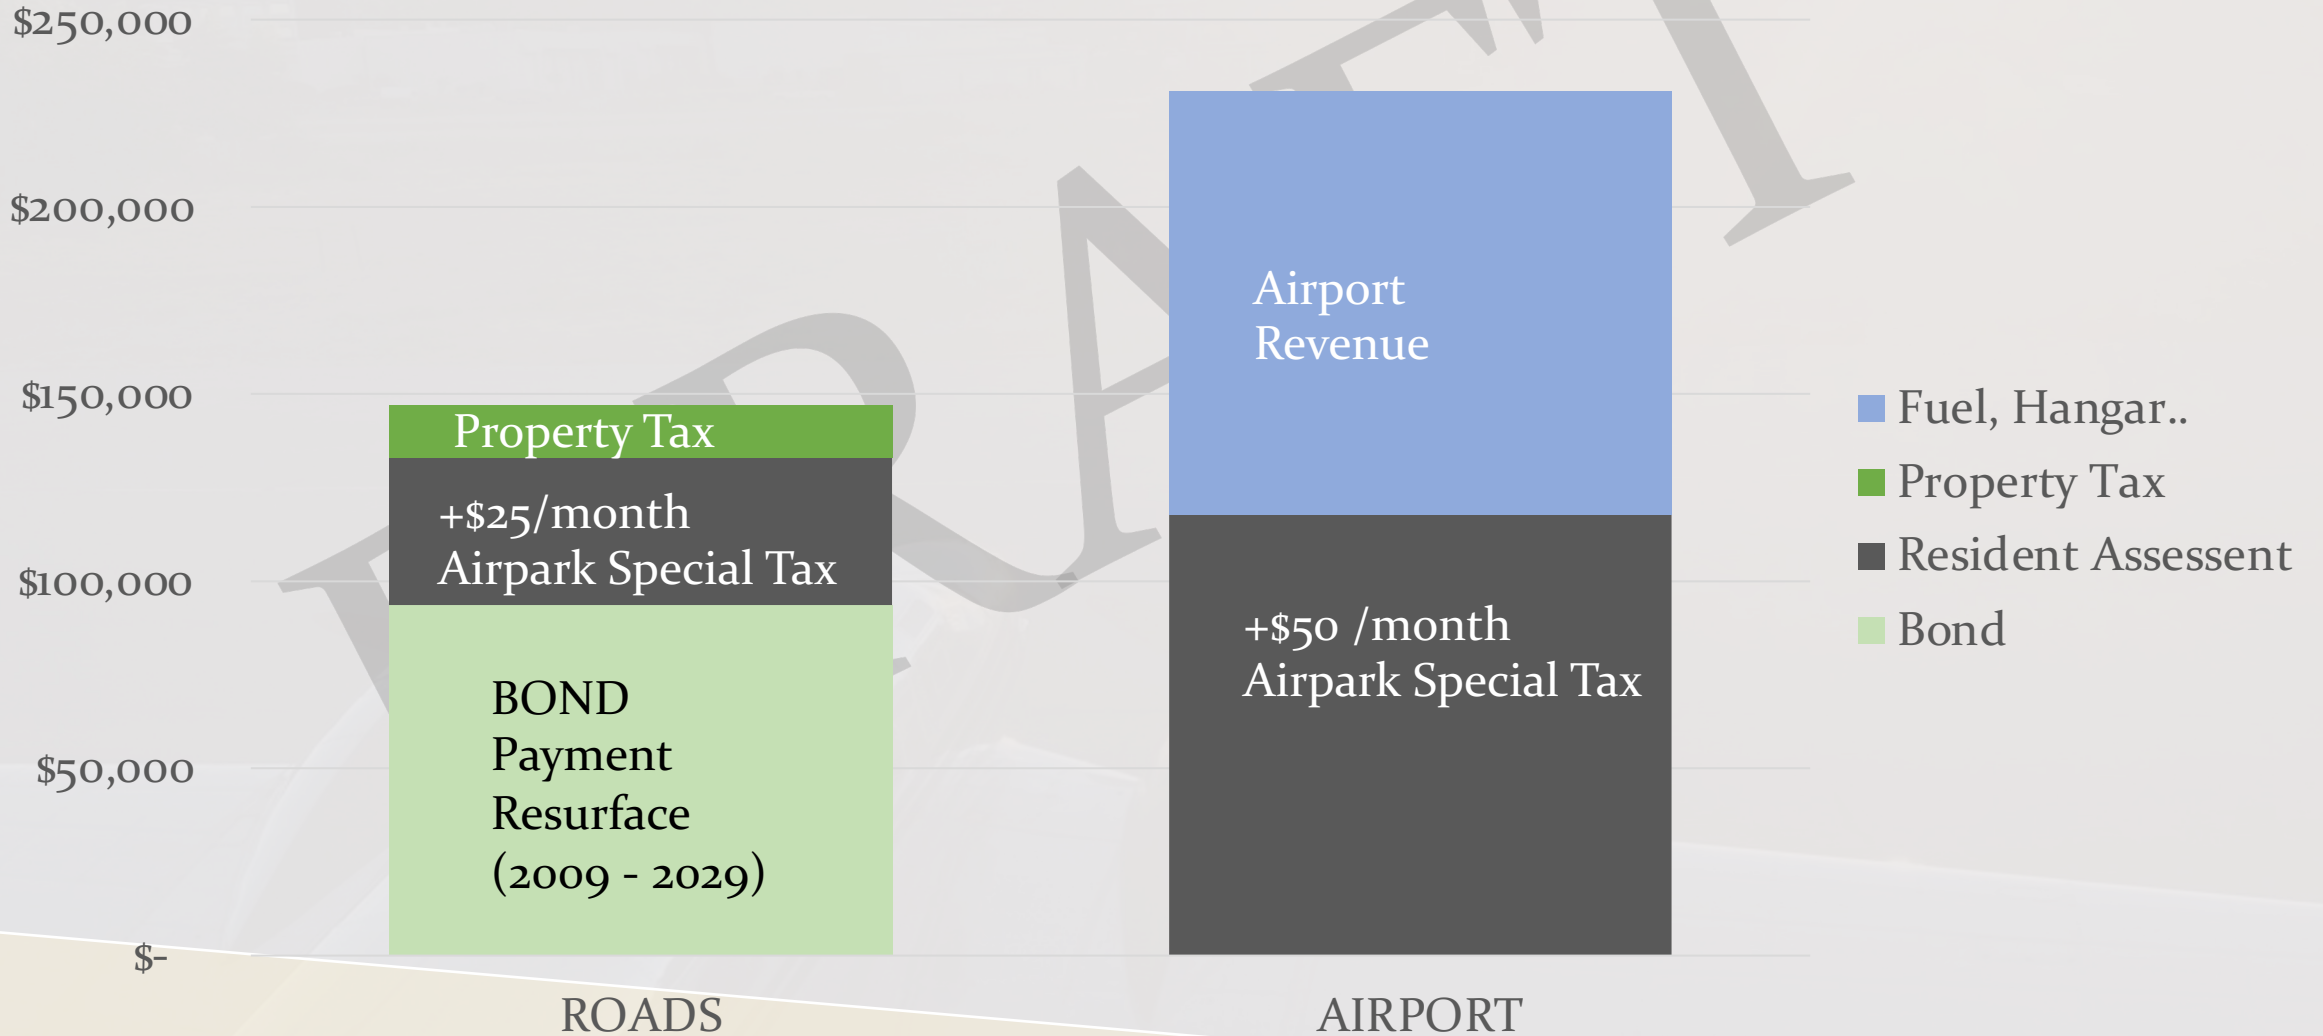 $250,000
$200,000
$150,000
$100,000
$50,000
$-
Property Tax
+$25/month
Airpark Special Tax
BOND
Payment
Resurface
(2009 - 2029)
Airport
Revenue
+$50 /month
Airpark Special Tax
ROADS
AIRPORT
Fuel, Hangar..
Property Tax
Resident Assessent
Bond
DRAFT